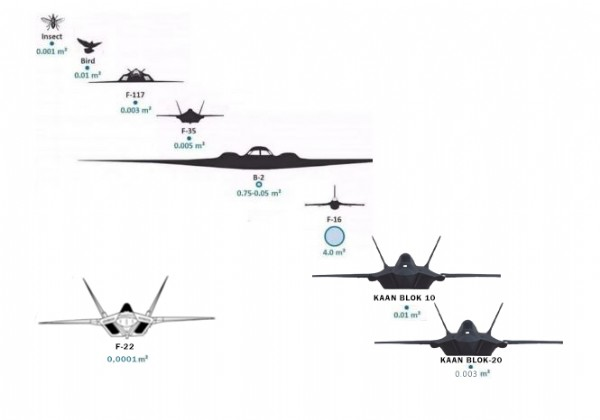 Insect
0.001 m²
Bird
0.01 m²
F-117
0.003 m²
F-35
0.005 m²
B-2
0.75-0.05 m²
F-16
4.0 m²
KAAN BLOK 10
0.01 m²
F-22
0,0001 m²
KAAN BLOK-20
0.003 m²